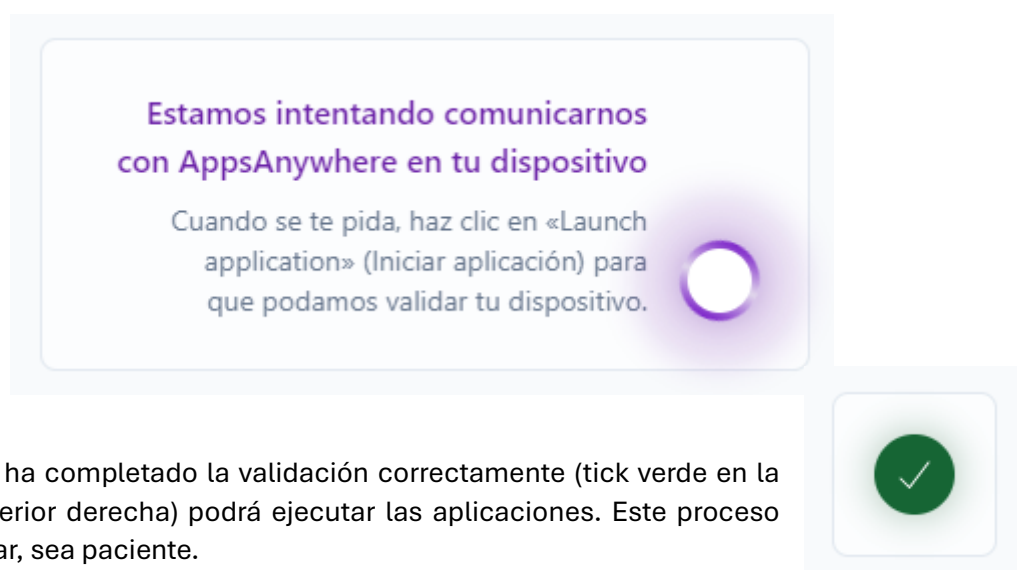 Estamos intentando comunicarnos
con AppsAnywhere en tu dispositivo
Cuando se te pida, haz clic en «Launch
application» (Iniciar aplicación) para
que podamos validar tu dispositivo.
ha completado la validación correctamente (tick verde en la
erior derecha) podrá ejecutar las aplicaciones. Este proceso
ar, sea paciente.